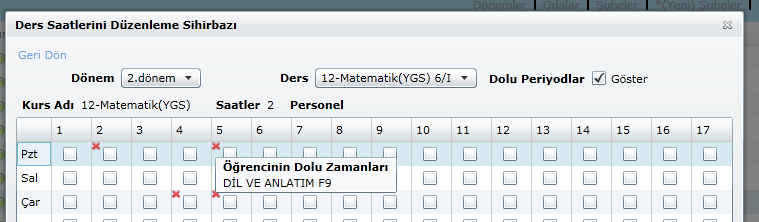 Dönemler Odalar Şubeler *(Yeni) Şubeler
Ders Saatlerini Düzenleme Sihirbazı
Geri Dön
Dönem 2.dönem Ders 12-Matematik(YGS) 6/I Dolu Periyodlar Göster
Kurs Adı 12-Matematik(YGS) Saatler 2 Personel
1 2 3 4 5 6 7 8 9 10 11 12 13 14 15 16 17
Pzt
Öğrencinin Dolu Zamanları
Sal
DİL VE ANLATIM F9
Çar